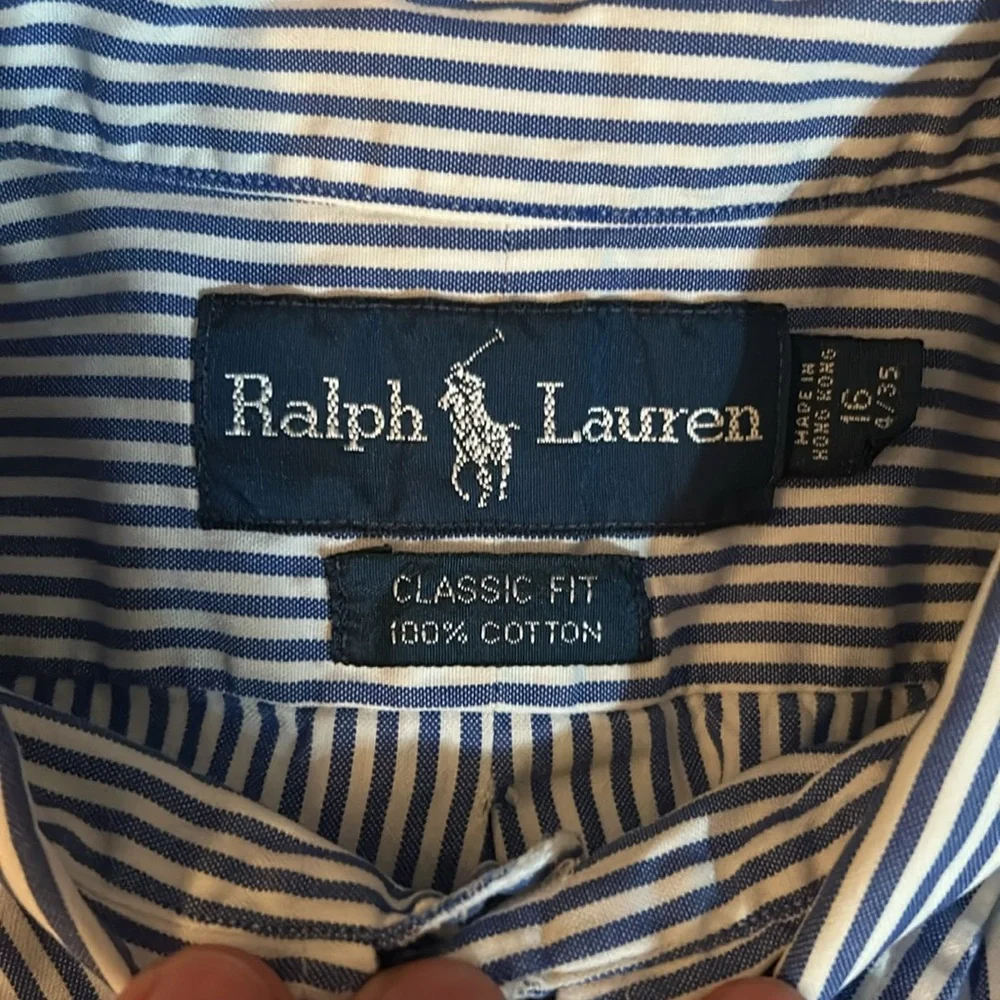 Ralph Lauren
MADE IN
HONG KONG
16
4/35
CLASSIC FIT
100% COTTON